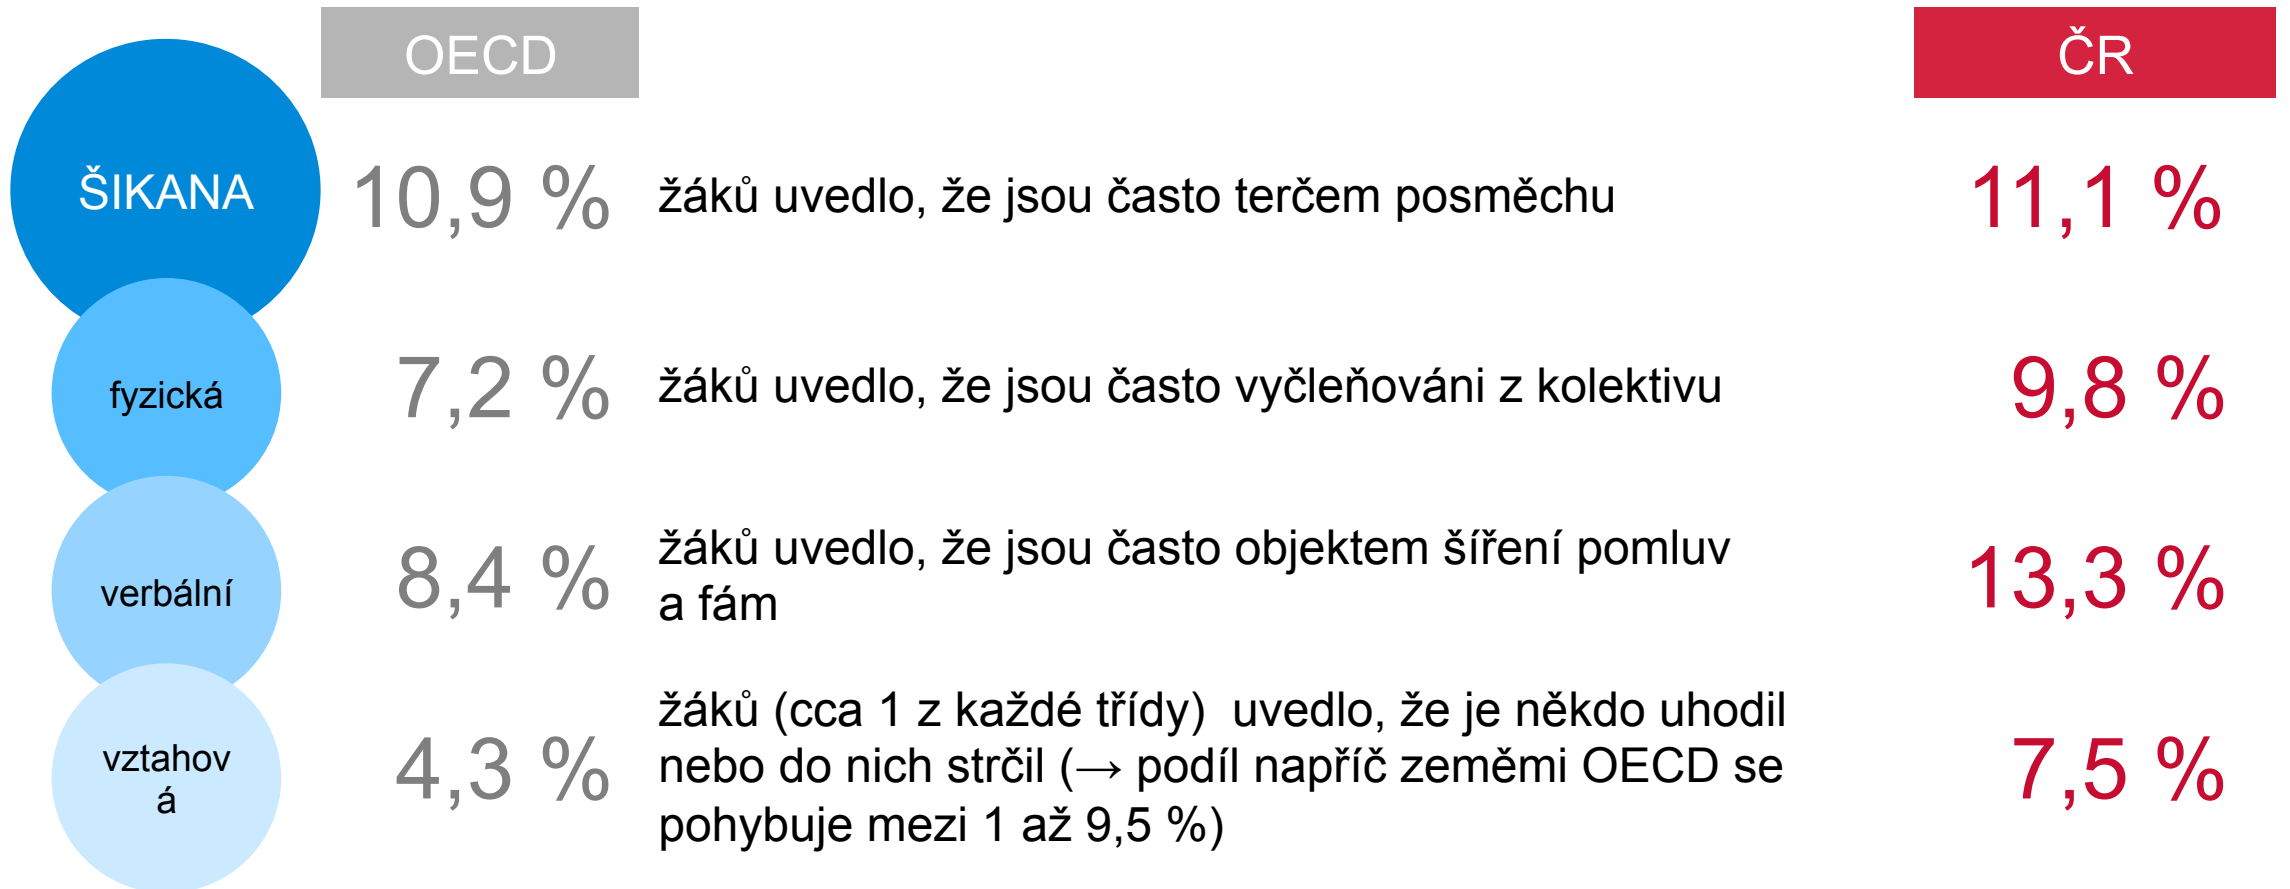 OECD
ČR
ŠIKANA
10,9 %
žáků uvedlo, že jsou často terčem posměchu
11,1 %
fyzická
7,2 %
žáků uvedlo, že jsou často vyčleňováni z kolektivu
9,8 %
verbální
8,4 %
žáků uvedlo, že jsou často objektem šíření pomluv
a fám
13,3 %
vztahov
á
4,3 %
žáků (cca 1 z každé třídy)  uvedlo, že je někdo uhodil
nebo do nich strčil (→ podíl napříč zeměmi OECD se
pohybuje mezi 1 až 9,5 %)
7,5 %